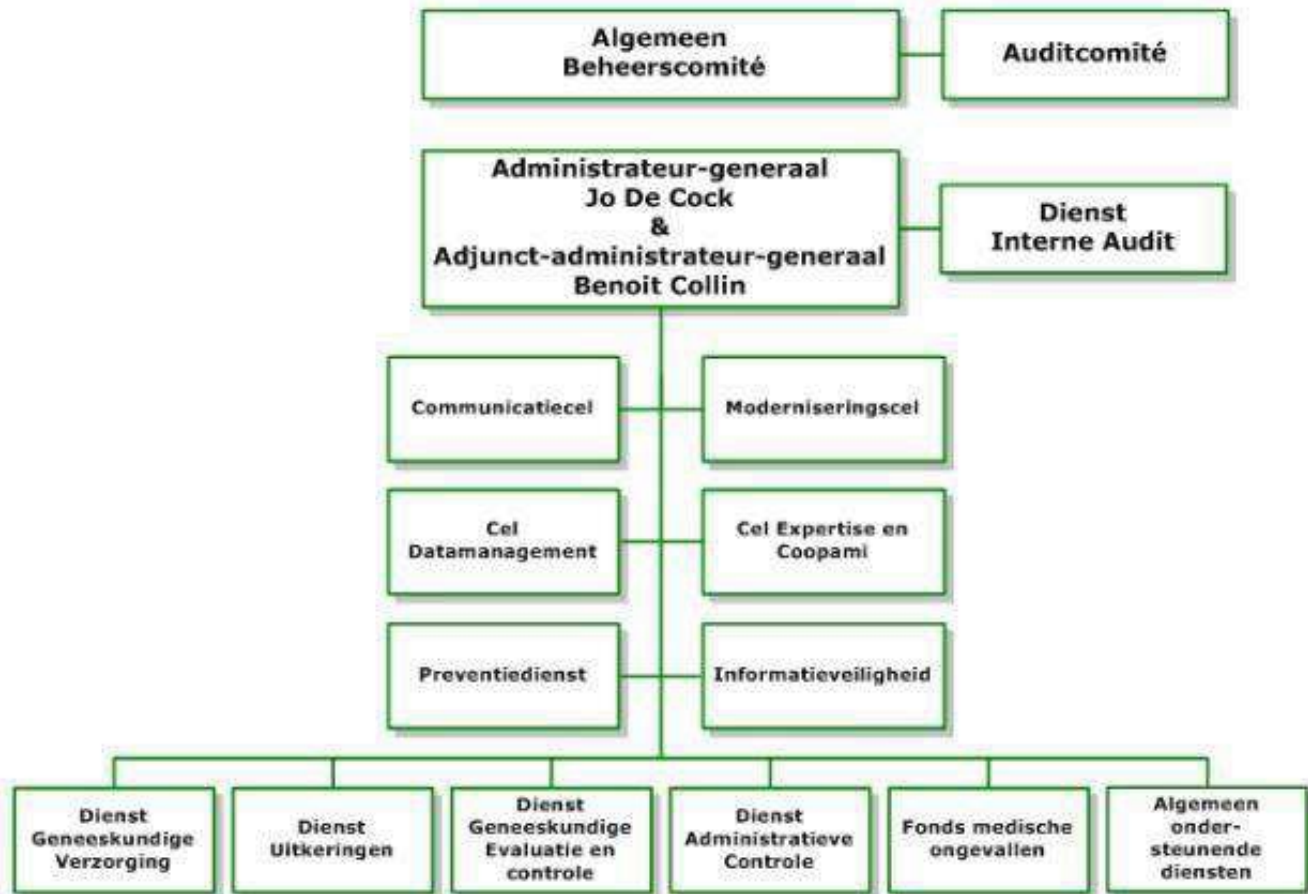 Algemeen
Beheerscomité
Auditcomité
Administrateur-generaal
Jo De Cock
&
Adjunct-administrateur-generaal
Benoit Collin
Dienst
Interne Audit
Communicatiecel
Moderniseringscel
Cel
Datamanagement
Cel Expertise en
Coopami
Preventiedienst
Informatieveiligheid
Dienst
Geneeskundige
Verzorging
Dienst
Uitkeringen
Dienst
Geneeskundige
Evaluatie en
controle
Dienst
Administratieve
Controle
Fonds medische
ongevallen
Algemeen
onder-
steunende
diensten